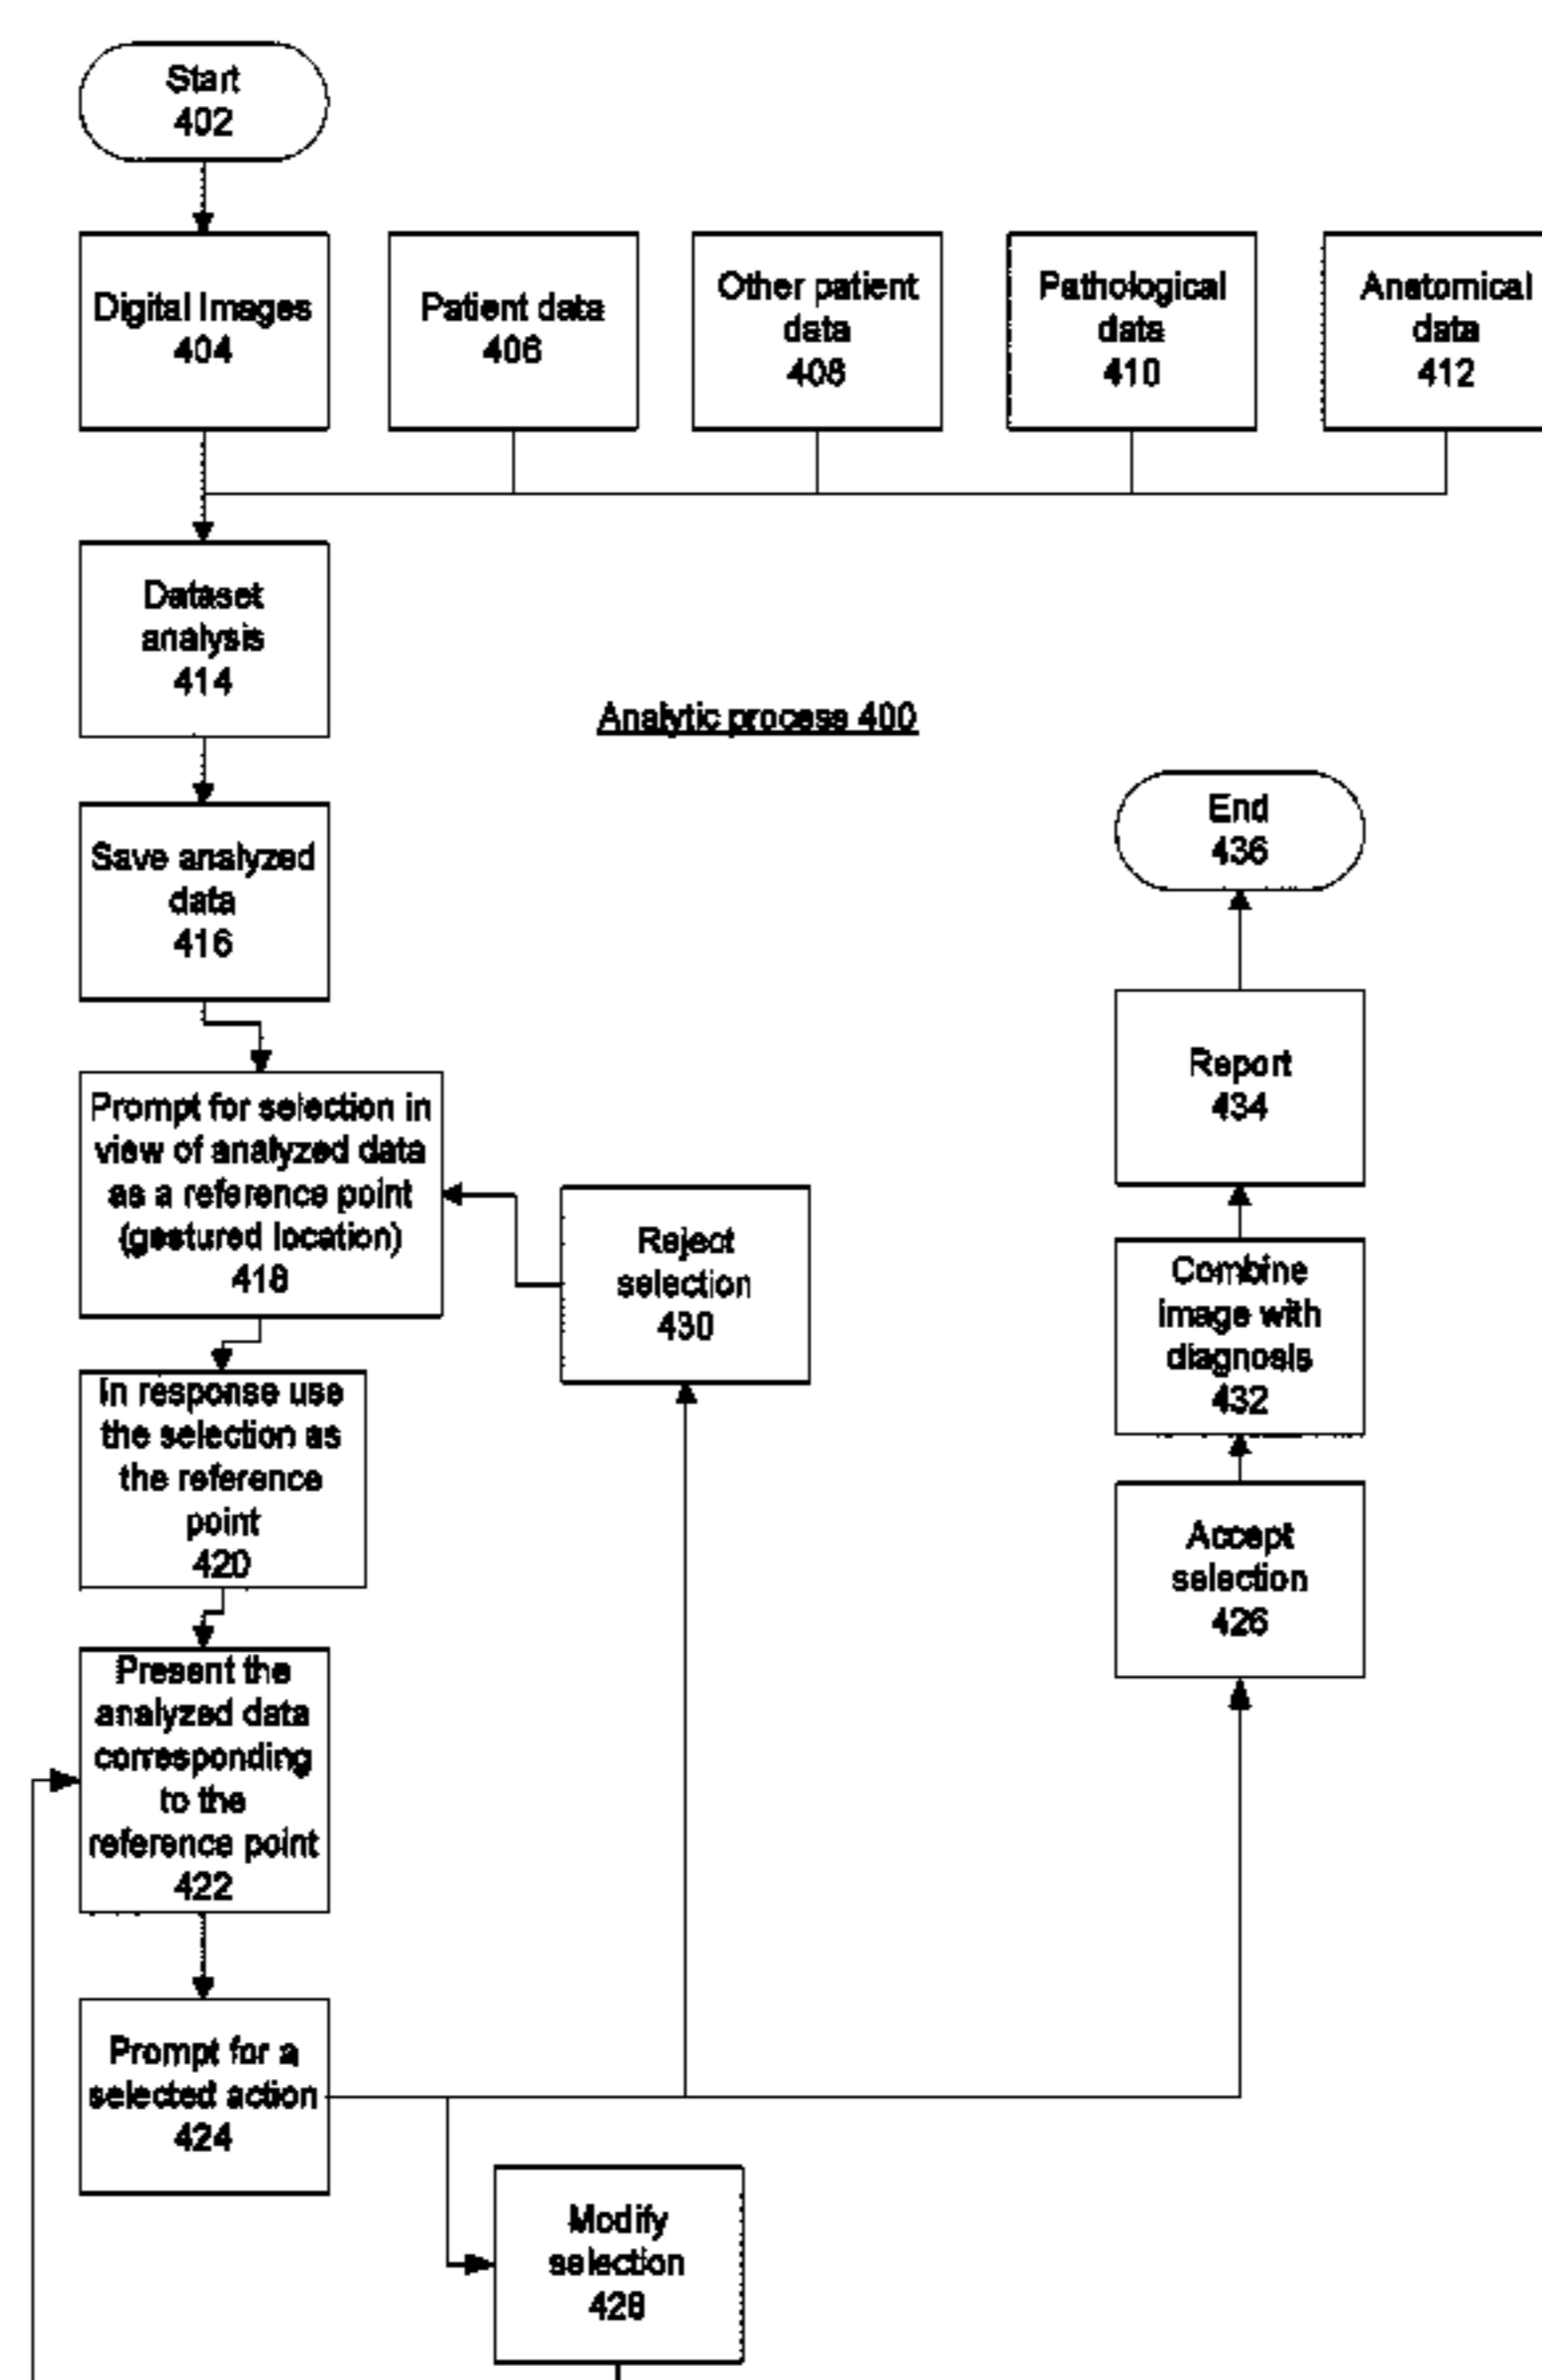 Start
402
Digital Images
404
Patient data
406
Other patient
data
408
Pathological
data
410
Anatomical
data
412
Dataset
analysis
414
Analytic process 400
Save analyzed
data
416
Prompt for selection in
view of analyzed data
as a reference point
(gestured location)
418
In response use
the selection as
the reference
point
420
Present the
analyzed data
corresponding
to the
reference point
422
Prompt for a
selected action
424
Modify
selection
428
Reject
selection
430
End
436
Report
434
Combine
image with
diagnosis
432
Accept
selection
426